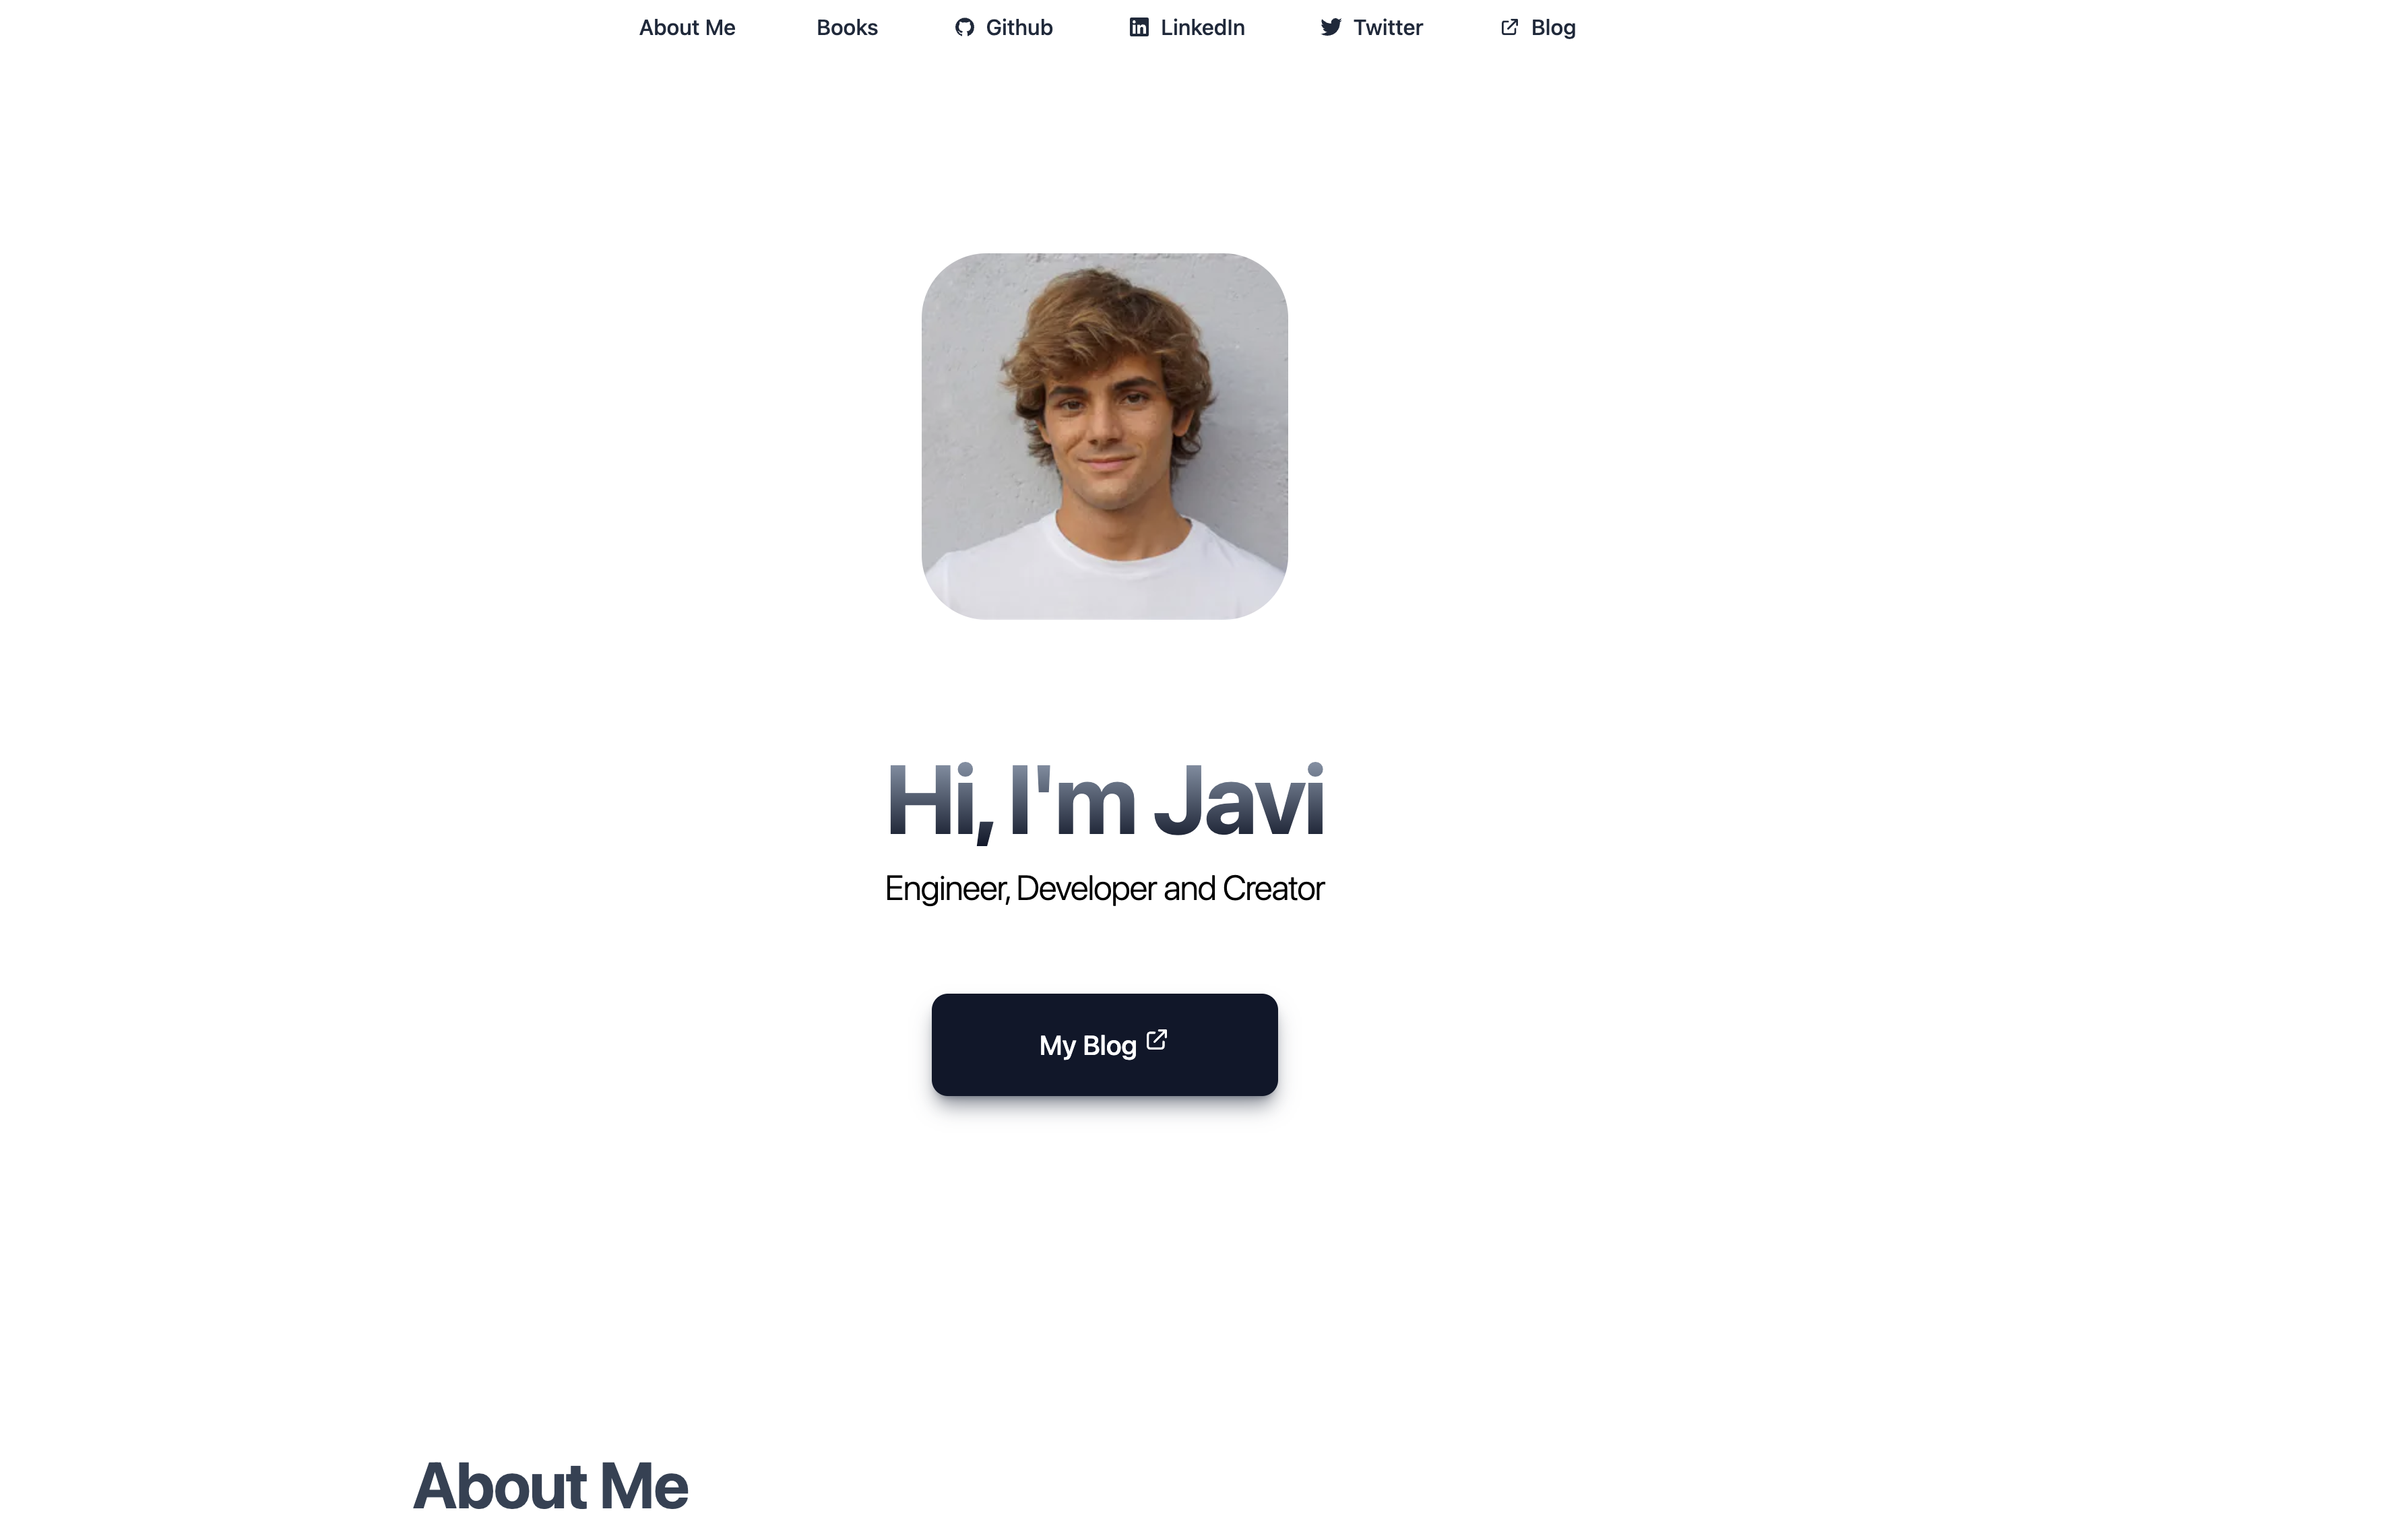 About Me Books Github LinkedIn Twitter Blog
Hi, I'm Javi
Engineer, Developer and Creator
My Blog
About Me